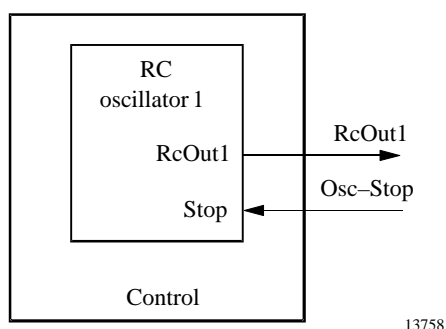 RC
oscillator 1
RcOut1
RcOut1
Osc–Stop
Stop
Control
13758